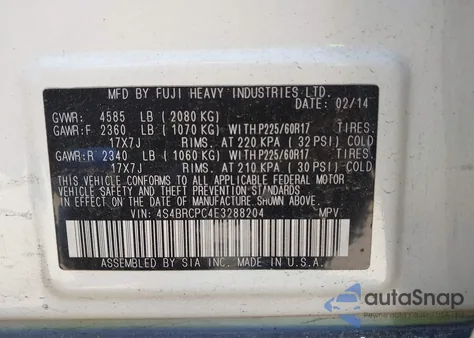 MFD BY FUJI HEAVY INDUSTRIES LTD.
DATE: 02/14
GVWR: 4585 LB (2080 KG)
GAWR:F 2360 LB (1070 KG) WITH P225/60R17 TIRES.
17X7J RIMS. AT 220 KPA ( 32 PSI) COLD
GAWR:R 2340 LB (1060 KG) WITH P225/60R17 TIRES.
17X7J RIMS. AT 210 KPA ( 30 PSI) COLD
THIS VEHICLE CONFORMS TO ALL APPLICABLE FEDERAL MOTOR
VEHICLE SAFETY AND THEFT PREVENTION STANDARDS
IN EFFECT ON THE DATE OF MANUFACTURE SHOWN ABOVE.
VIN: 4S4BRCPC4E3288204 MPV
ASSEMBLED BY SIA INC. MADE IN U.S.A.
autoSnap
Powered by AutoBidMaster